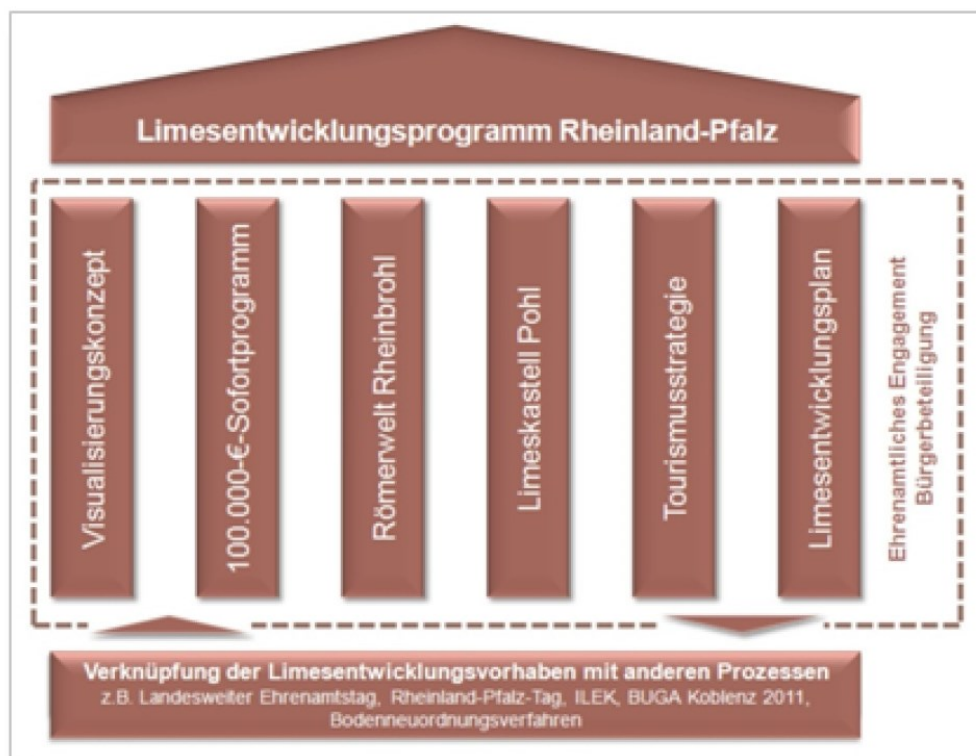 Limesentwicklungsprogramm Rheinland-Pfalz
Visualisierungskonzept
100.000-€-Sofortprogramm
Römerwelt Rheinbrohl
Limeskastell Pohl
Tourismusstrategie
Limesentwicklungsplan
Ehrenamtliches Engagement
Bürgerbeteiligung
Verknüpfung der Limesentwicklungsvorhaben mit anderen Prozessen
z.B. Landesweiter Ehrenamtstag, Rheinland-Pfalz-Tag, ILEK, BUGA Koblenz 2011,
Bodenneuordnungsverfahren